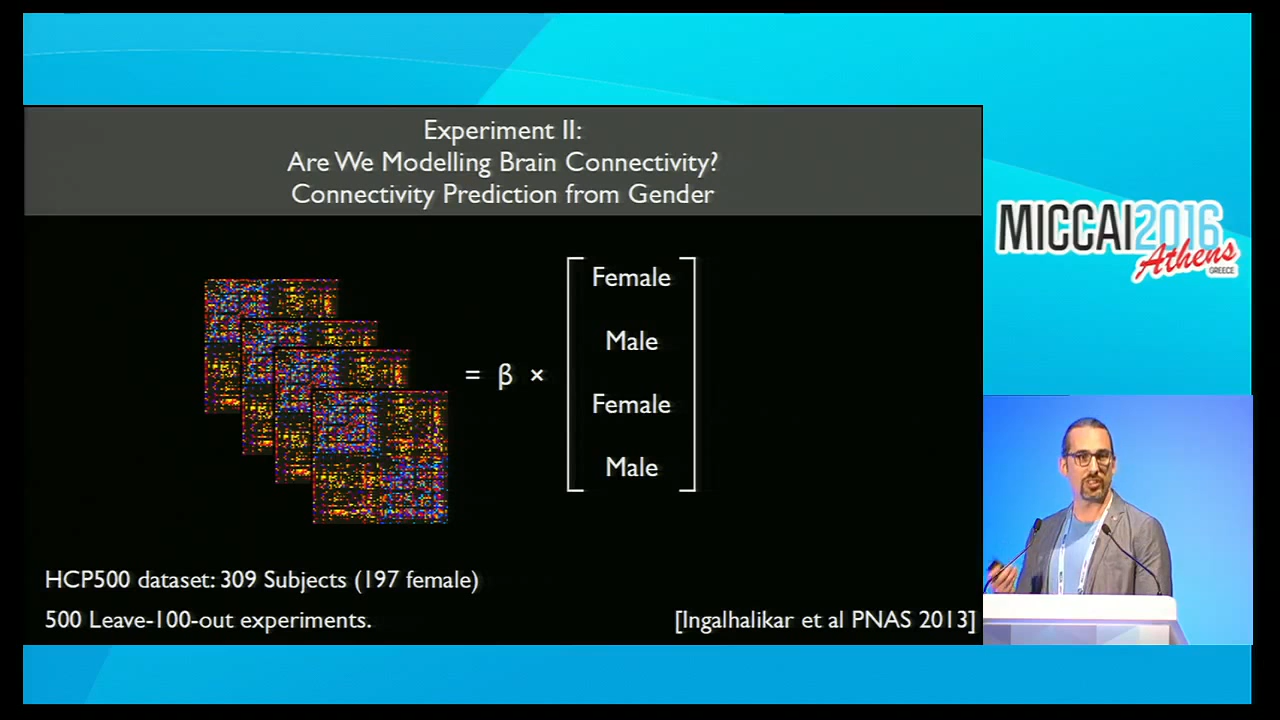 Experiment II:
Are We Modelling Brain Connectivity?
Connectivity Prediction from Gender
MICCAI2016
Athens
GREECE
Female
Male
= β ×
Female
Male
HCP500 dataset: 309 Subjects (197 female)
500 Leave-100-out experiments.
[Ingalhalikar et al PNAS 2013]